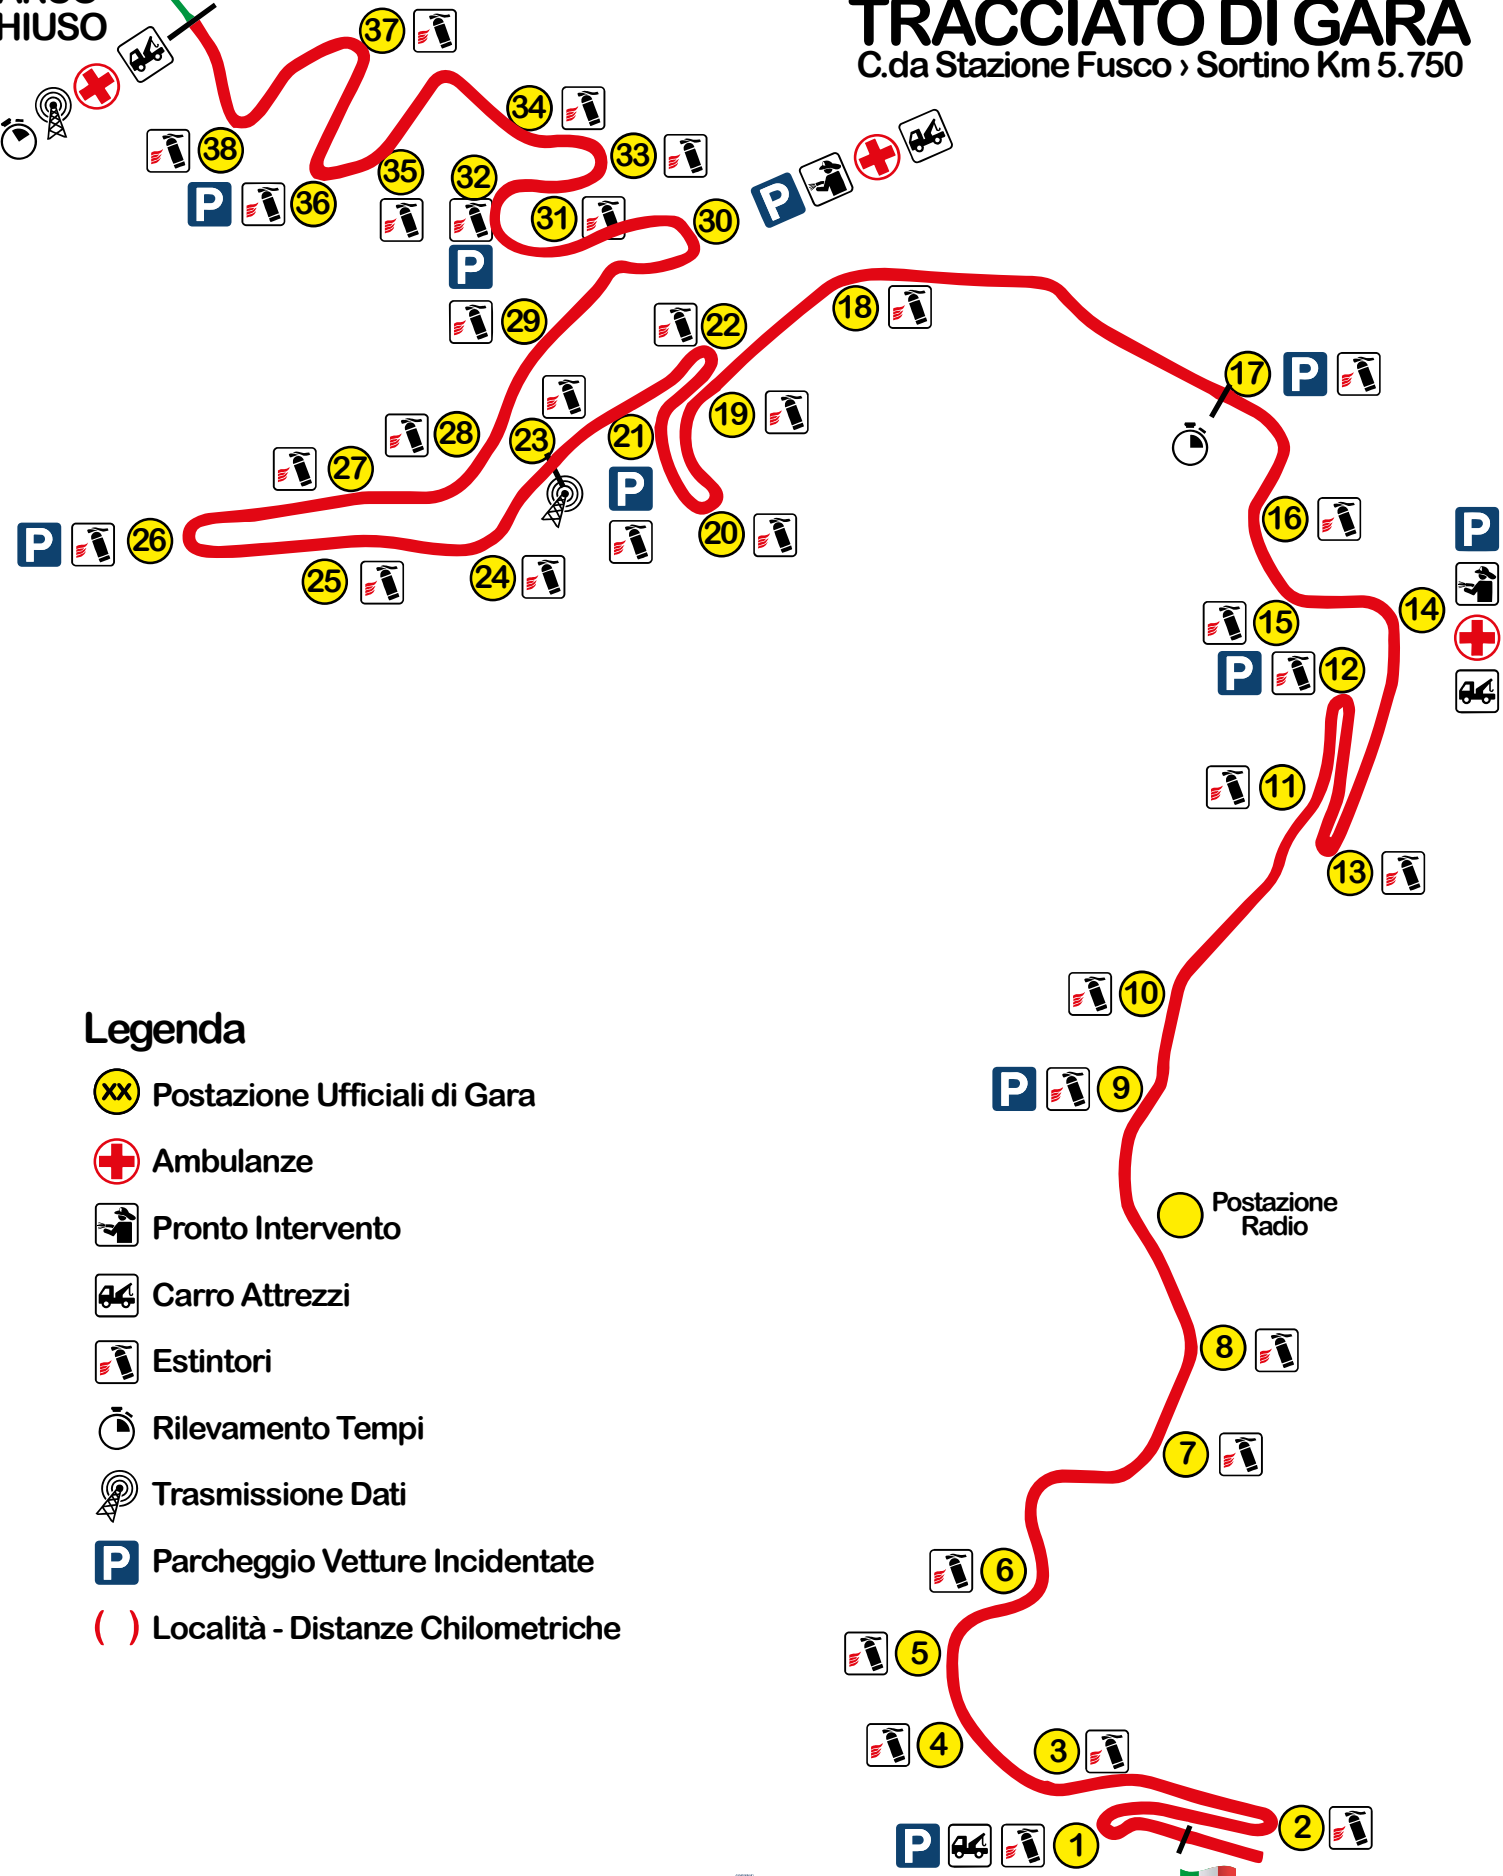 HIUSO
TRACCIATO DI GARA
C.da Stazione Fusco › Sortino Km 5.750
37
34
38
33
35
32
P
36
31
30
P
P
29
22
18
17
P
19
28
23
21
27
P
16
P
26
20
P
25
24
14
15
P
12
11
13
10
Legenda
P
9
XX Postazione Ufficiali di Gara
Ambulanze
Postazione
Radio
Pronto Intervento
Carro Attrezzi
8
Estintori
Rilevamento Tempi
7
Trasmissione Dati
P Parcheggio Vetture Incidentate
6
( ) Località - Distanze Chilometriche
5
4
3
2
P
1